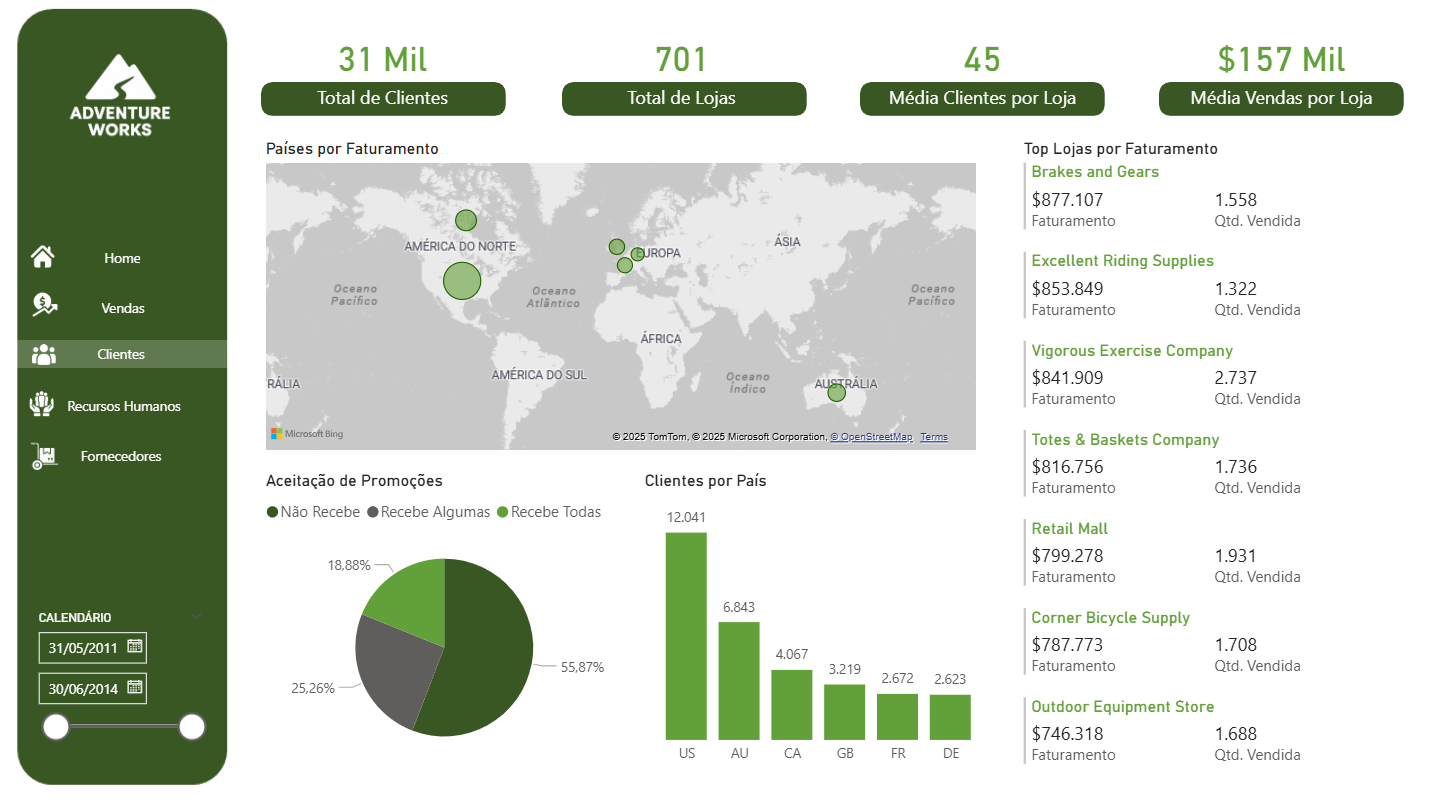 ADVENTURE
WORKS
Home
Vendas
Clientes
Recursos Humanos
Fornecedores
CALENDÁRIO
31/05/2011
30/06/2014
31 Mil
Total de Clientes
701
Total de Lojas
45
Média Clientes por Loja
$157 Mil
Média Vendas por Loja
Países por Faturamento
AMÉRICA DO NORTE
EUROPA
ÁSIA
Oceano
Pacífico
Oceano
Atlântico
Oceano
Pacífico
ÁFRICA
AMÉRICA DO SUL
Oceano
Índico
RÁLIA
AUSTRÁLIA
Microsoft Bing
© 2025 TomTom, © 2025 Microsoft Corporation, © OpenStreetMap Terms
Aceitação de Promoções
Não Recebe Recebe Algumas Recebe Todas
18,88%
55,87%
25,26%
Clientes por País
12.041
6.843
4.067
3.219
2.672
2.623
US AU CA GB FR DE
Top Lojas por Faturamento
Brakes and Gears
$877.107 1.558
Faturamento Qtd. Vendida
Excellent Riding Supplies
$853.849 1.322
Faturamento Qtd. Vendida
Vigorous Exercise Company
$841.909 2.737
Faturamento Qtd. Vendida
Totes & Baskets Company
$816.756 1.736
Faturamento Qtd. Vendida
Retail Mall
$799.278 1.931
Faturamento Qtd. Vendida
Corner Bicycle Supply
$787.773 1.708
Faturamento Qtd. Vendida
Outdoor Equipment Store
$746.318 1.688
Faturamento Qtd. Vendida